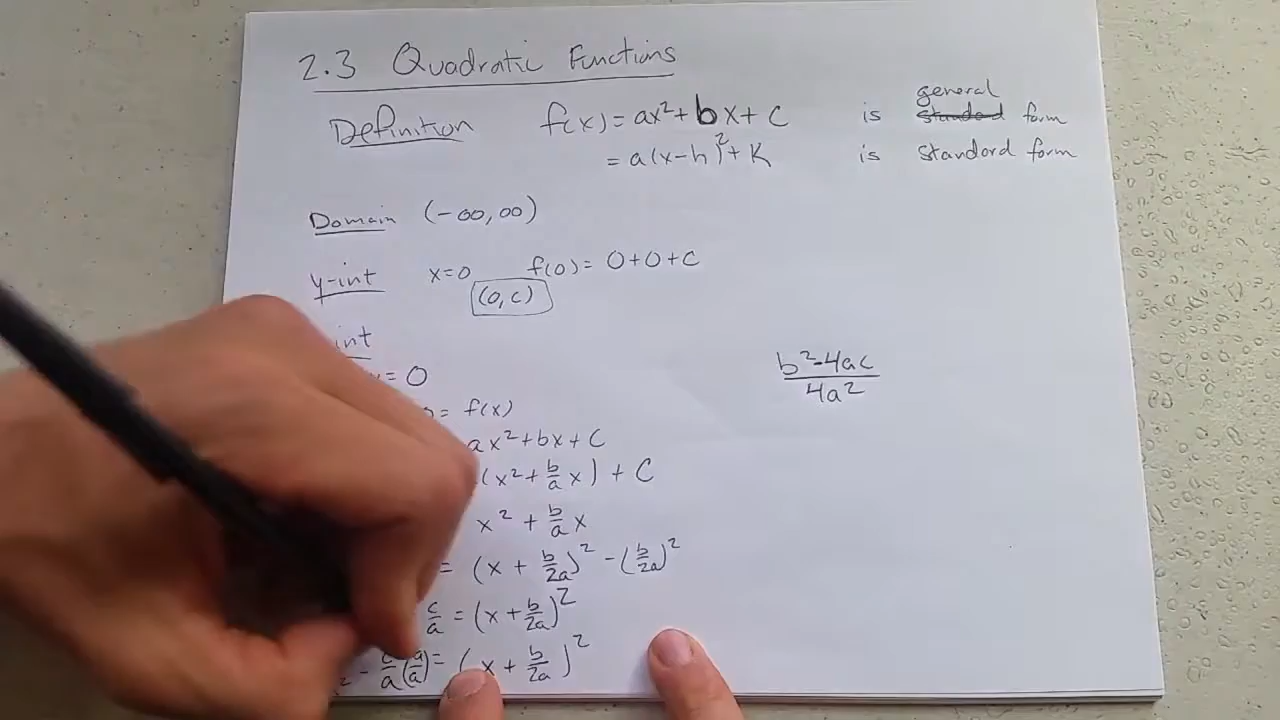 2.3 Quadratic Functions
Definition f(x) = ax² + bx + c is general standard form
= a(x-h)² + k is standard form
Domain (-∞, ∞)
y-int x=0 f(0) = 0+0+c
(0, c)
int
= 0
= f(x)
ax² + bx + c
(x² + b/a x) + c
x² + b/a x
= (x + b/2a)² - (b/2a)²
c/a = (x + b/2a)²
2 - c/a (a/a) = (x + b/2a)²
b²-4ac
4a²